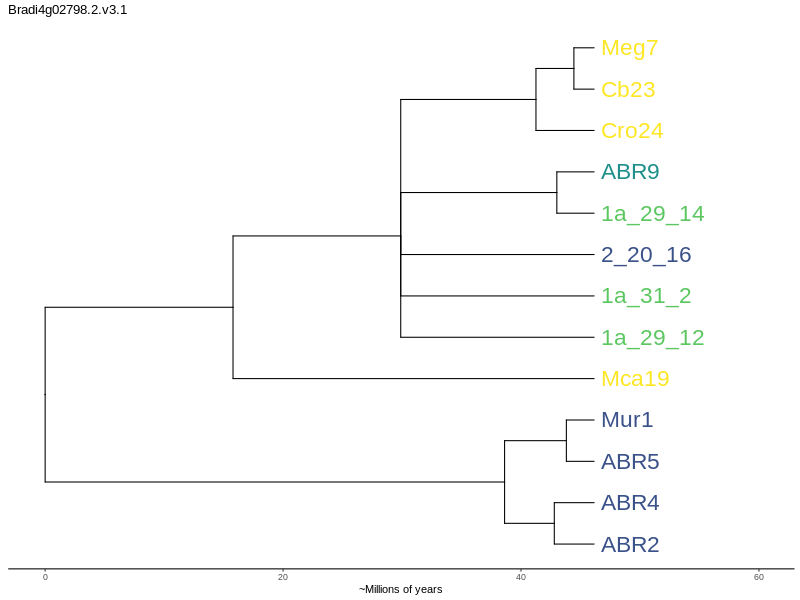 Bradi4g02798.2.v3.1
Meg7
Cb23
Cro24
ABR9
1a_29_14
2_20_16
1a_31_2
1a_29_12
Mca19
Mur1
ABR5
ABR4
ABR2
0 20 40 60
~Millions of years